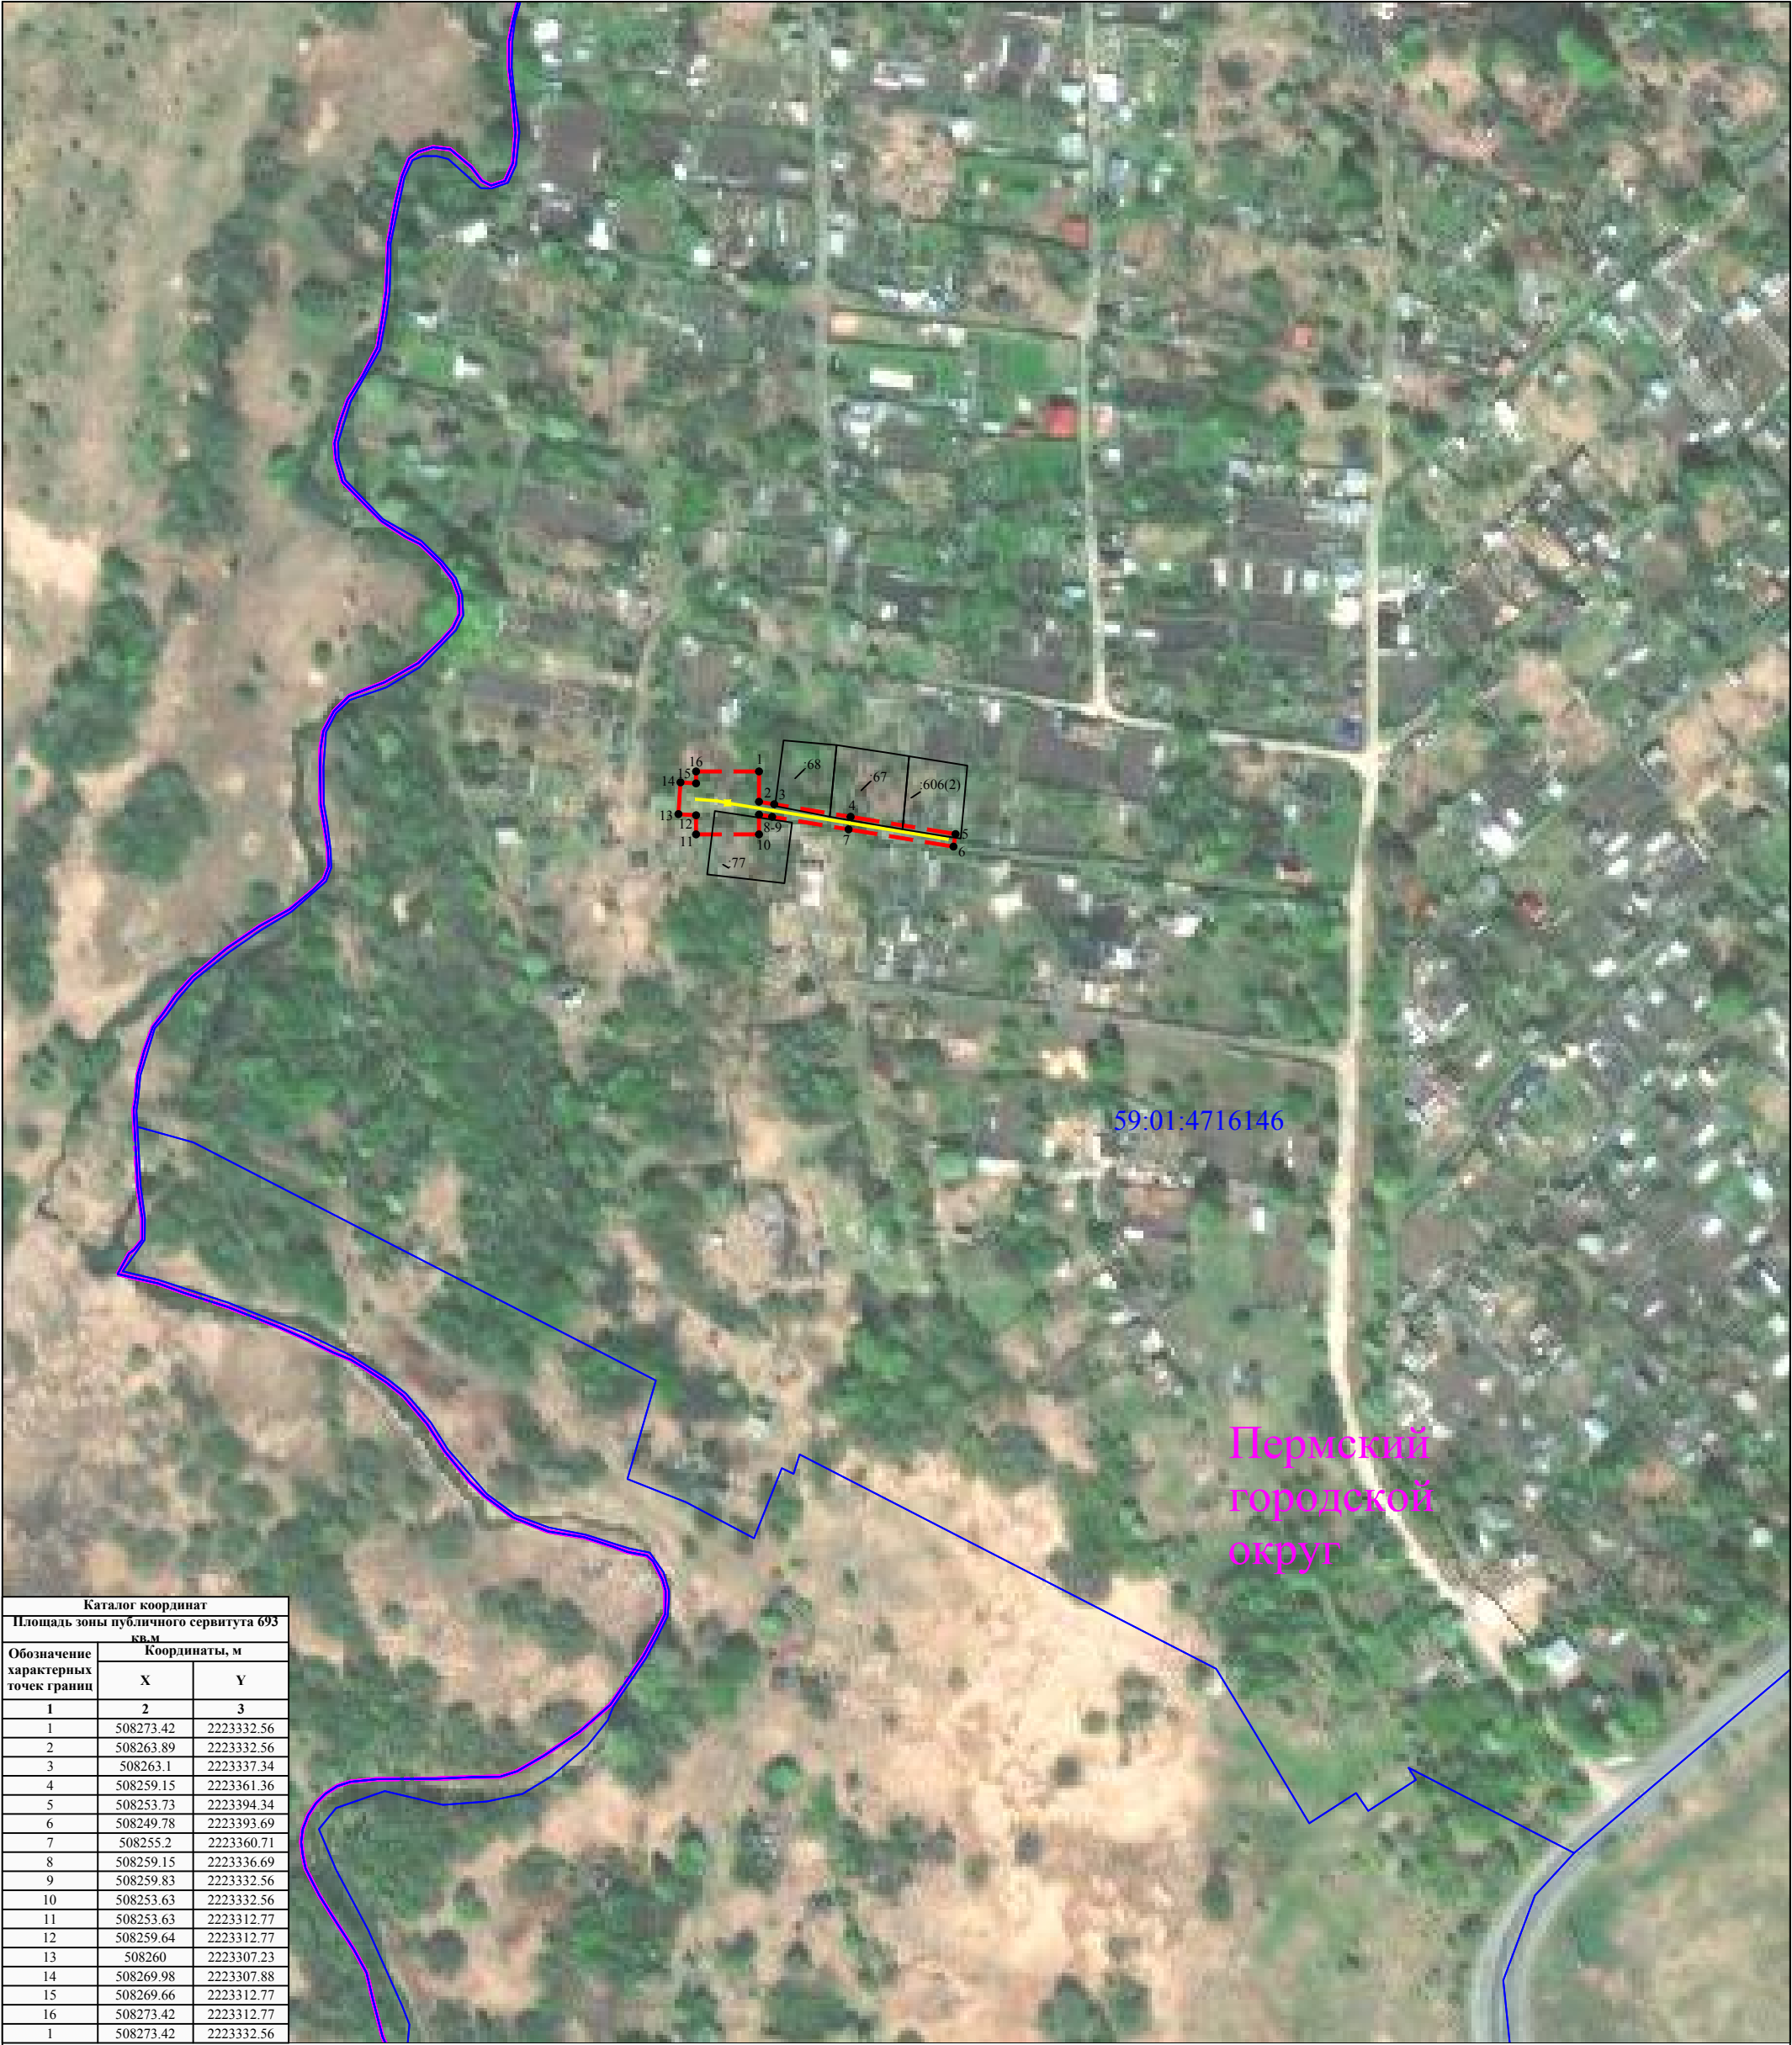 16
1
15
14
:68
:67
:606(2)
2
3
4
13
12
8-9
5
11
10
7
6
:77
59:01:4716146
Пермский
городской
округ
Каталог координат
Площадь зоны публичного сервитута 693
кв.м
Обозначение характерных точек границ
Координаты, м
X Y
1 2 3
1 508273.42 2223332.56
2 508263.89 2223332.56
3 508263.1 2223337.34
4 508259.15 2223361.36
5 508253.73 2223394.34
6 508249.78 2223393.69
7 508255.2 2223360.71
8 508259.15 2223336.69
9 508259.83 2223332.56
10 508253.63 2223332.56
11 508253.63 2223312.77
12 508259.64 2223312.77
13 508260 2223307.23
14 508269.98 2223307.88
15 508269.66 2223312.77
16 508273.42 2223312.77
1 508273.42 2223332.56